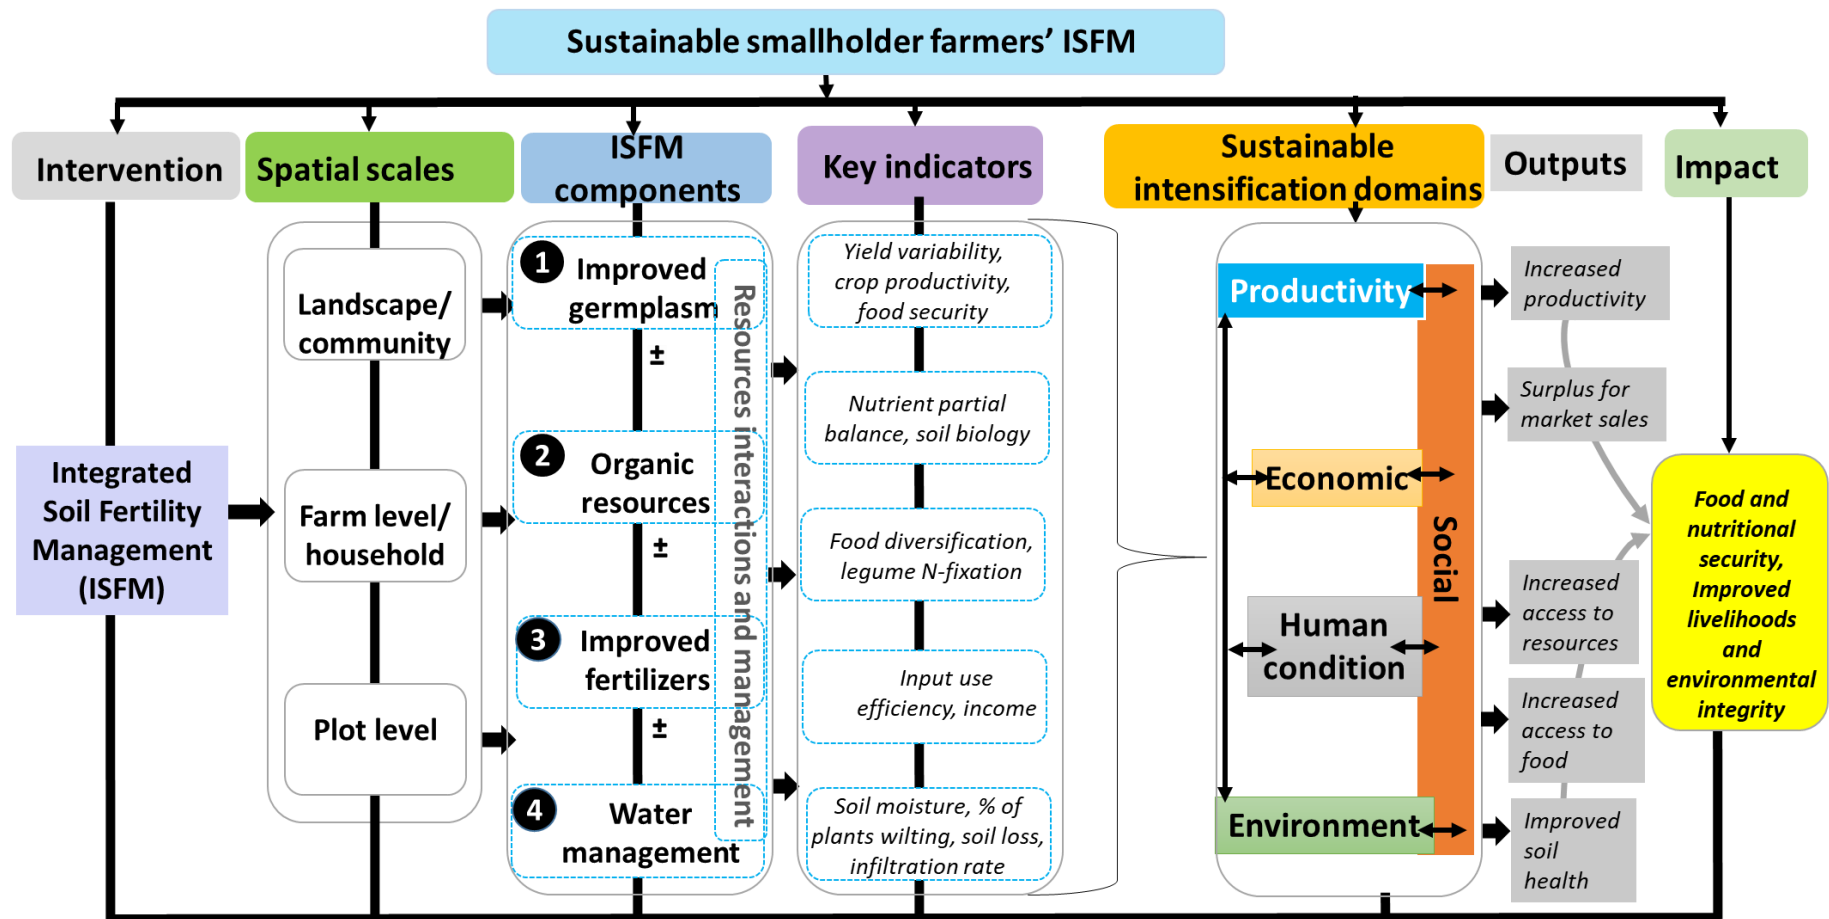 Sustainable smallholder farmers’ ISFM
Intervention
Spatial scales
ISFM
components
Key indicators
Sustainable
intensification domains
Outputs
Impact
Integrated
Soil Fertility
Management
(ISFM)
Landscape/
community
Farm level/
household
Plot level
1
Improved
germplasm
±
2
Organic
resources
±
3
Improved
fertilizers
±
4
Water
management
Resources interactions and management
Yield variability,
crop productivity,
food security
Nutrient partial
balance, soil biology
Food diversification,
legume N-fixation
Input use
efficiency, income
Soil moisture, % of
plants wilting, soil loss,
infiltration rate
Productivity
Economic
Human
condition
Environment
Social
Increased
productivity
Surplus for
market sales
Increased
access to
resources
Increased
access to
food
Improved
soil
health
Food and
nutritional
security,
Improved
livelihoods
and
environmental
integrity